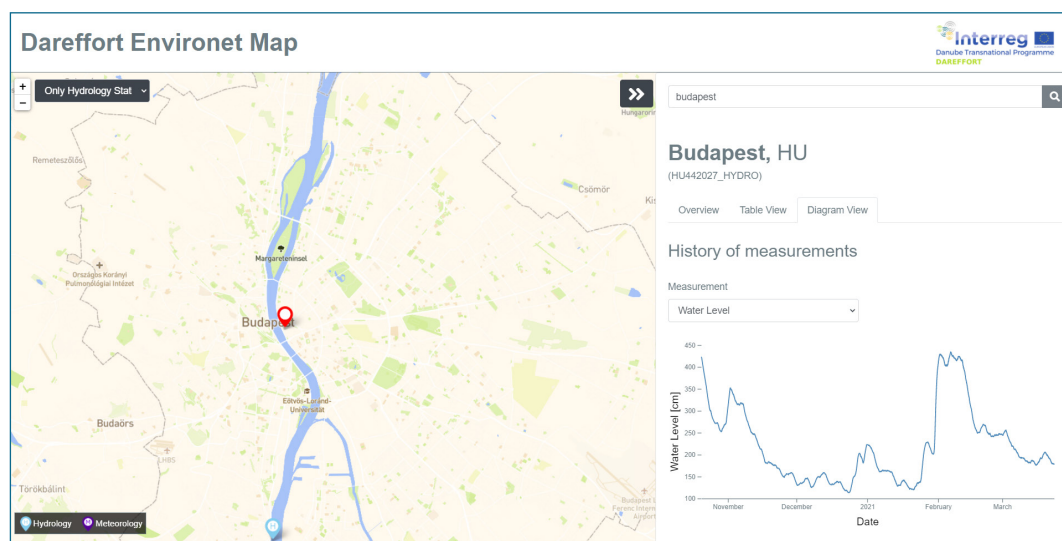 Dareffort Environet Map
Interreg
Danube Transnational Programme
DAREFFORT
+
−
Only Hydrology Stat
Remeteszőlős
Csömör
Margareteninsel
Országos Korányi
Pulmonológiai Intézet
Budapest
Eötvös-Loránd-
Universität
Budaörs
LHBS
Törökbálint
Hydrology
Meteorology
budapest
Budapest, HU
(HU442027_HYDRO)
Overview
Table View
Diagram View
History of measurements
Measurement
Water Level
Water Level [cm]
450
400
350
300
250
200
150
100
November
December
2021
February
March
Date